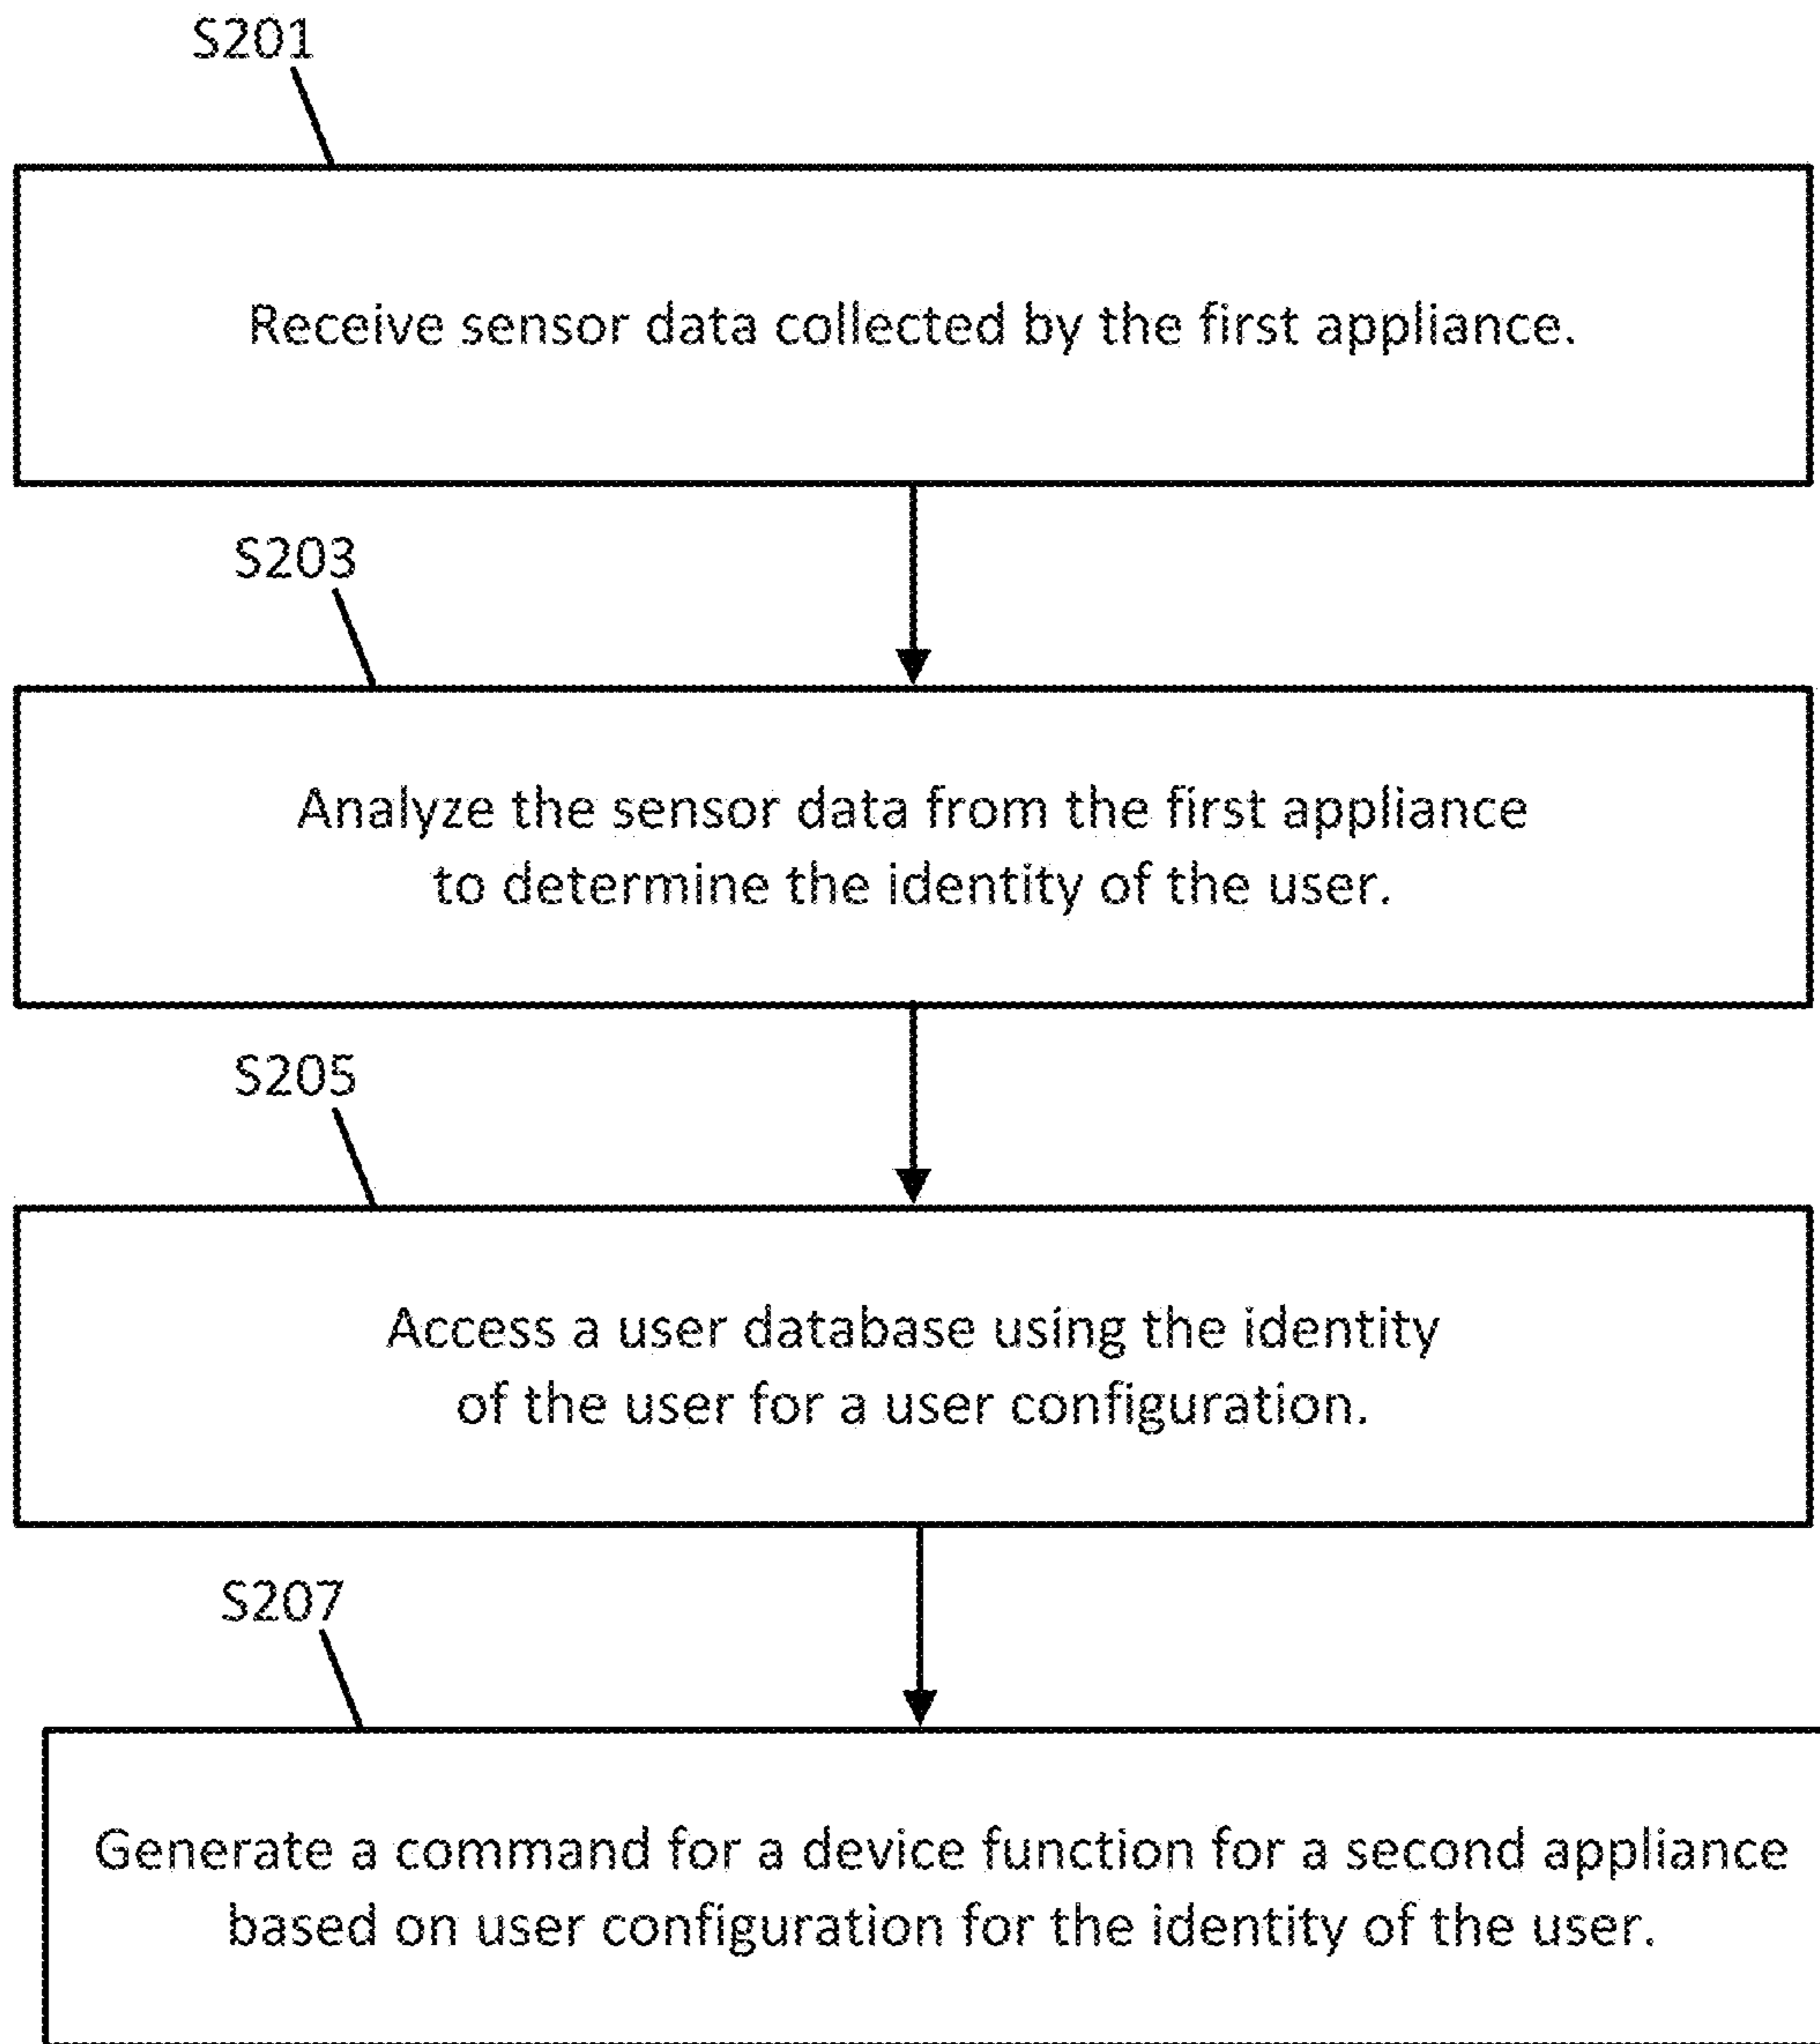 S201
Receive sensor data collected by the first appliance.
S203
Analyze the sensor data from the first appliance
to determine the identity of the user.
S205
Access a user database using the identity
of the user for a user configuration.
S207
Generate a command for a device function for a second appliance
based on user configuration for the identity of the user.